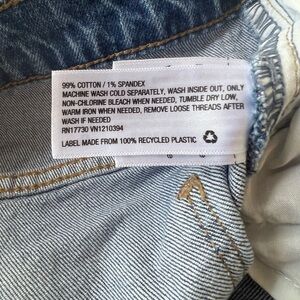 99% COTTON / 1% SPANDEX
MACHINE WASH COLD SEPARATELY, WASH INSIDE OUT, ONLY
NON-CHLORINE BLEACH WHEN NEEDED, TUMBLE DRY LOW,
WARM IRON WHEN NEEDED, REMOVE LOOSE THREADS AFTER
WASH IF NEEDED
RN17730 VN1210394
LABEL MADE FROM 100% RECYCLED PLASTIC